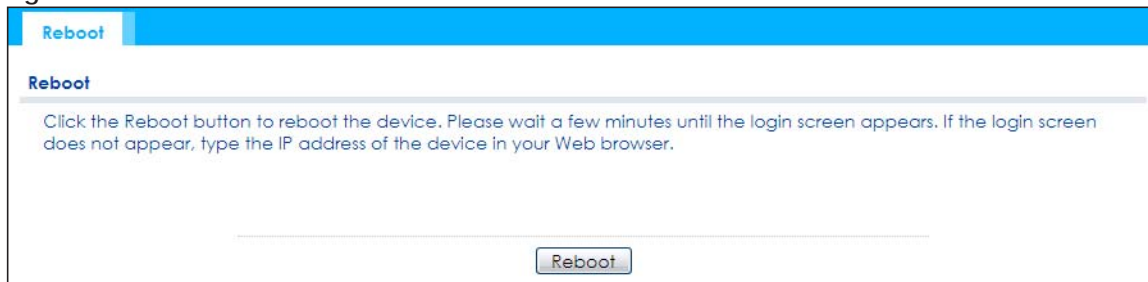 Reboot
Reboot
Click the Reboot button to reboot the device. Please wait a few minutes until the login screen appears. If the login screen
does not appear, type the IP address of the device in your Web browser.
Reboot